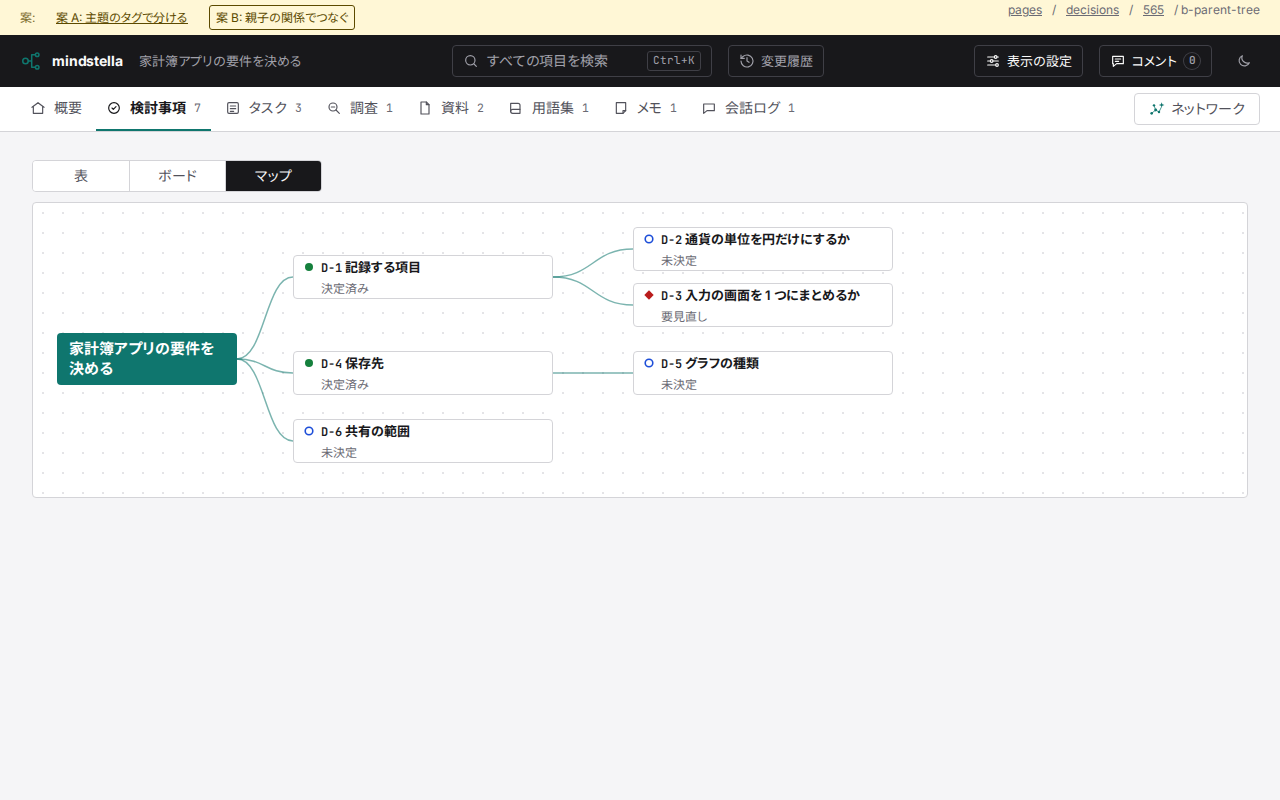 案: 案 A: 主題のタグで分ける 案 B: 親子の関係でつなぐ pages / decisions / 565 / b-parent-tree
mindstella 家計簿アプリの要件を決める すべての項目を検索 Ctrl+K 変更履歴 表示の設定 コメント 0
概要 検討事項 7 タスク 3 調査 1 資料 2 用語集 1 メモ 1 会話ログ 1 ネットワーク
表 ボード マップ
家計簿アプリの要件を
決める
D-1 記録する項目
決定済み
D-2 通貨の単位を円だけにするか
未決定
D-3 入力の画面を1つにまとめるか
要見直し
D-4 保存先
決定済み
D-5 グラフの種類
未決定
D-6 共有の範囲
未決定